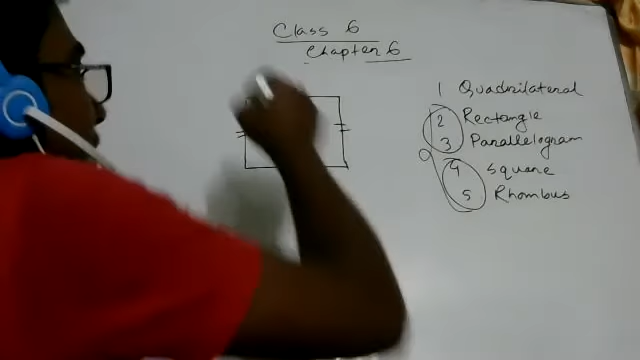 Class 6
Chapter 6
1 Quadrilateral
2 Rectangle
3 Parallelogram
4 Square
5 Rhombus